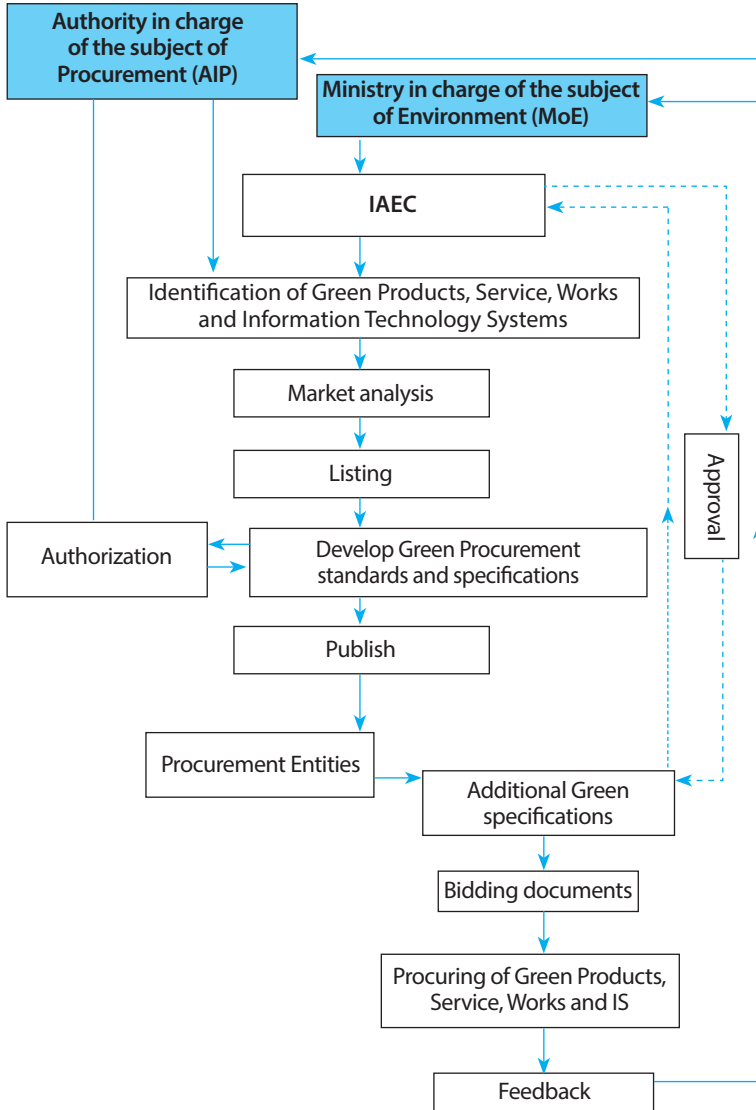 Authority in charge
of the subject of
Procurement (AIP)
Ministry in charge of the subject
of Environment (MoE)
IAEC
Identification of Green Products, Service, Works
and Information Technology Systems
Market analysis
Listing
Approval
Authorization
Develop Green Procurement
standards and specifications
Publish
Procurement Entities
Additional Green
specifications
Bidding documents
Procuring of Green Products,
Service, Works and IS
Feedback